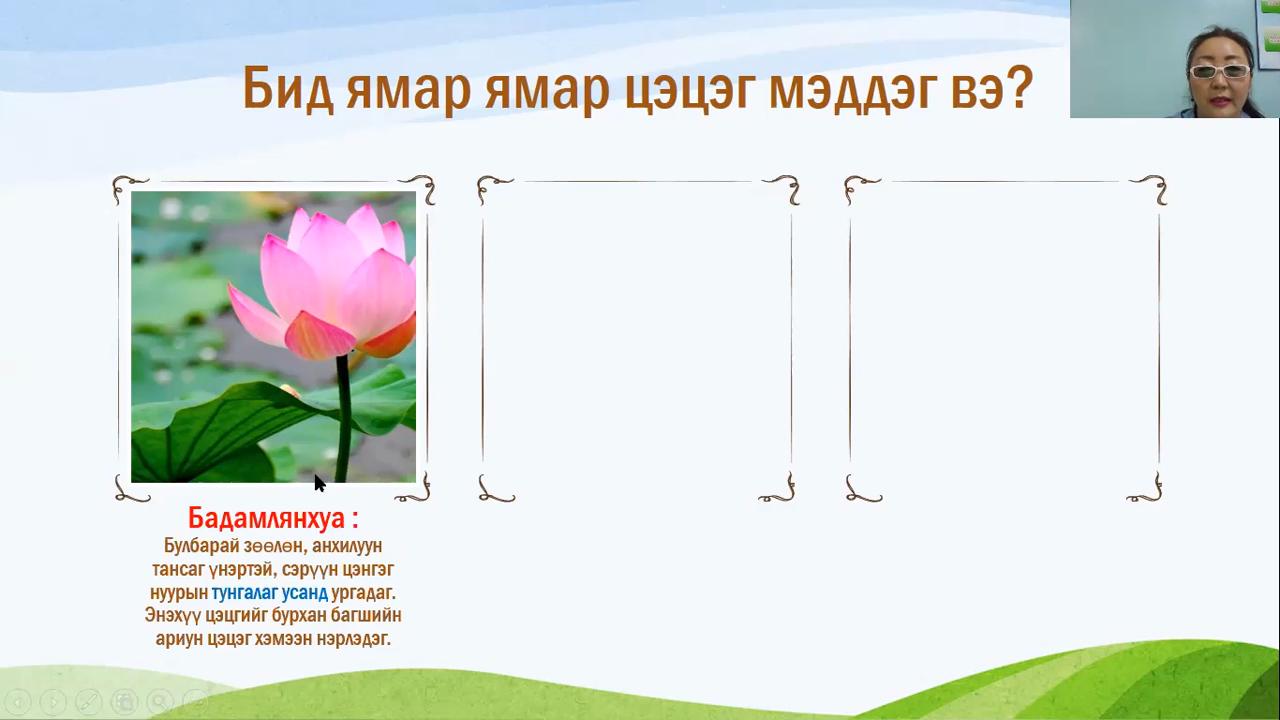 Бид ямар ямар цэцэг мэддэг вэ?
Бадамлянхуа :
Булбарай зөөлөн, анхилуун
тансаг үнэртэй, сэрүүн цэнгэг
нуурын тунгалаг усанд ургадаг.
Энэхүү цэцгийг бурхан багшийн
ариун цэцэг хэмээн нэрлэдэг.